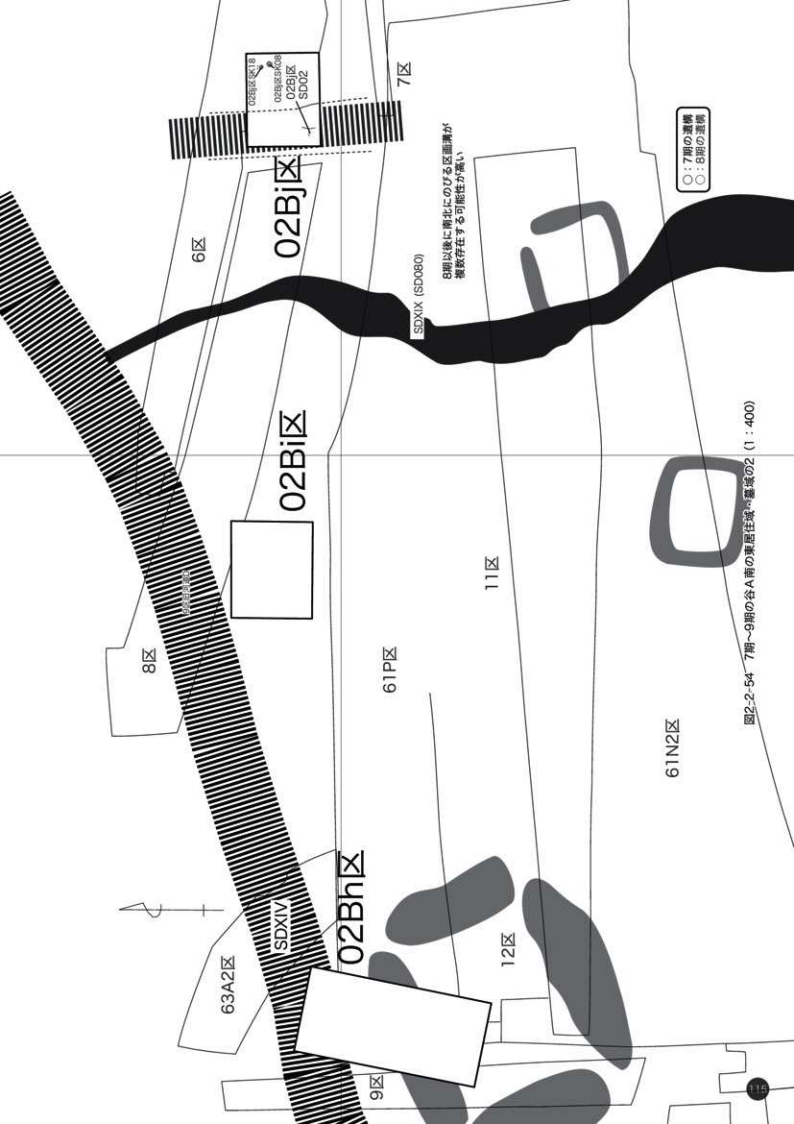 02Bj区SK18
02Bj区SK08
02Bj区
SD02
7区
02Bj区
6区
○：7期の遺構
○：8期の遺構
8期以後に南北にのびる区画溝が
複数存在する可能性が高い
SDXIX (SD080)
02Bi区
8区
11区
61P区
61N2区
図2-2-54　7期～9期の谷A南の東居住域～墓域の2（1：400）
SDXIV
02Bh区
63A2区
12区
9区
115